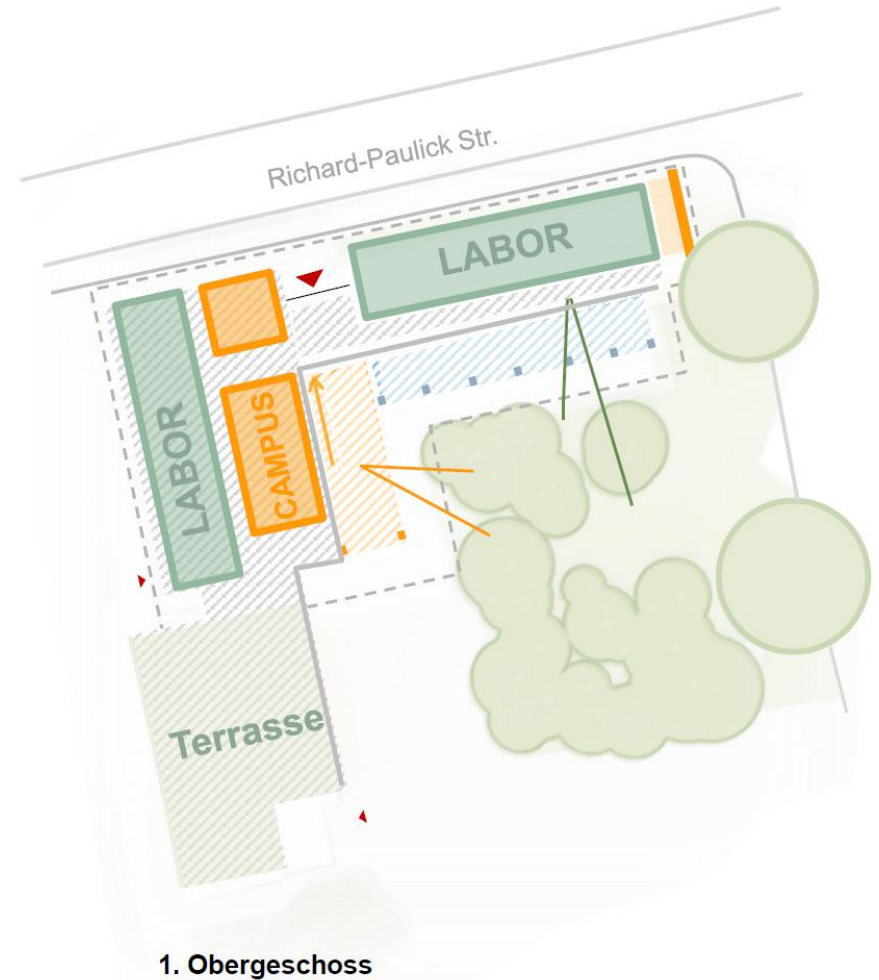 Richard-Paulick Str.
LABOR
LABOR
CAMPUS
Terrasse
1. Obergeschoss